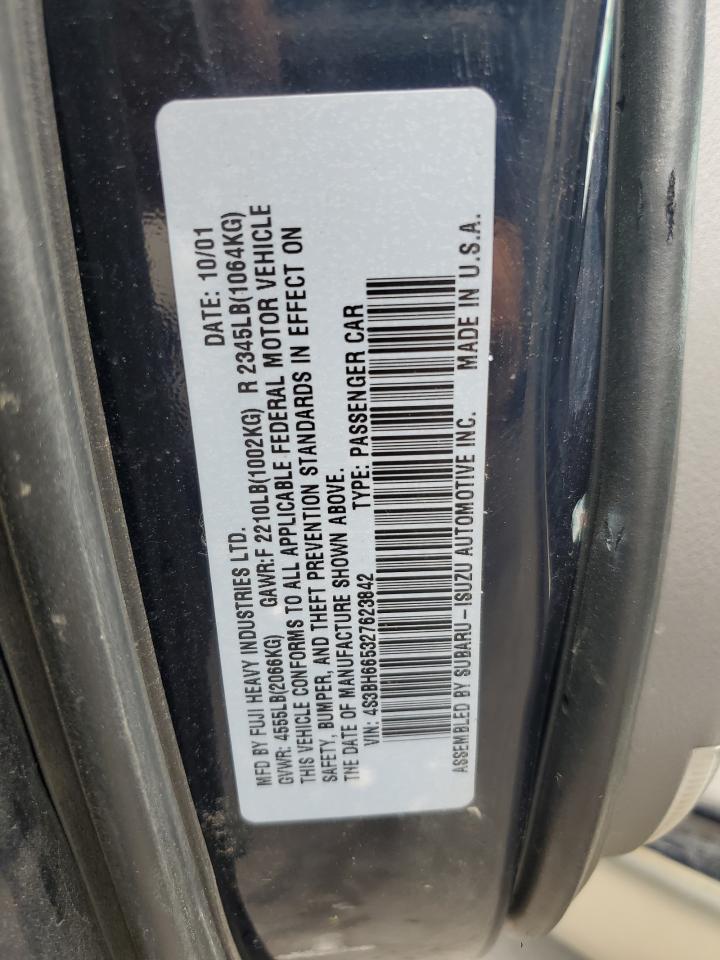 MFD BY FUJI HEAVY INDUSTRIES LTD. DATE: 10/01
GVWR: 4555LB(2066KG) GAWR:F 2210LB(1002KG) R 2345LB(1064KG)
THIS VEHICLE CONFORMS TO ALL APPLICABLE FEDERAL MOTOR VEHICLE
SAFETY, BUMPER, AND THEFT PREVENTION STANDARDS IN EFFECT ON
THE DATE OF MANUFACTURE SHOWN ABOVE.
VIN: 4S3BH665327623842 TYPE: PASSENGER CAR
ASSEMBLED BY SUBARU-ISUZU AUTOMOTIVE INC. MADE IN U.S.A.